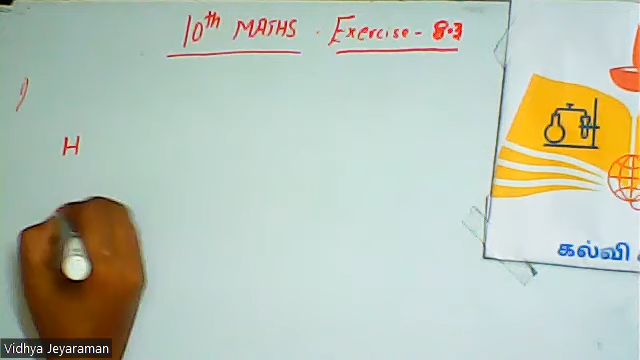 10th MATHS - Exercise - 8.3
1)
H
கல்வி
Vidhya Jeyaraman